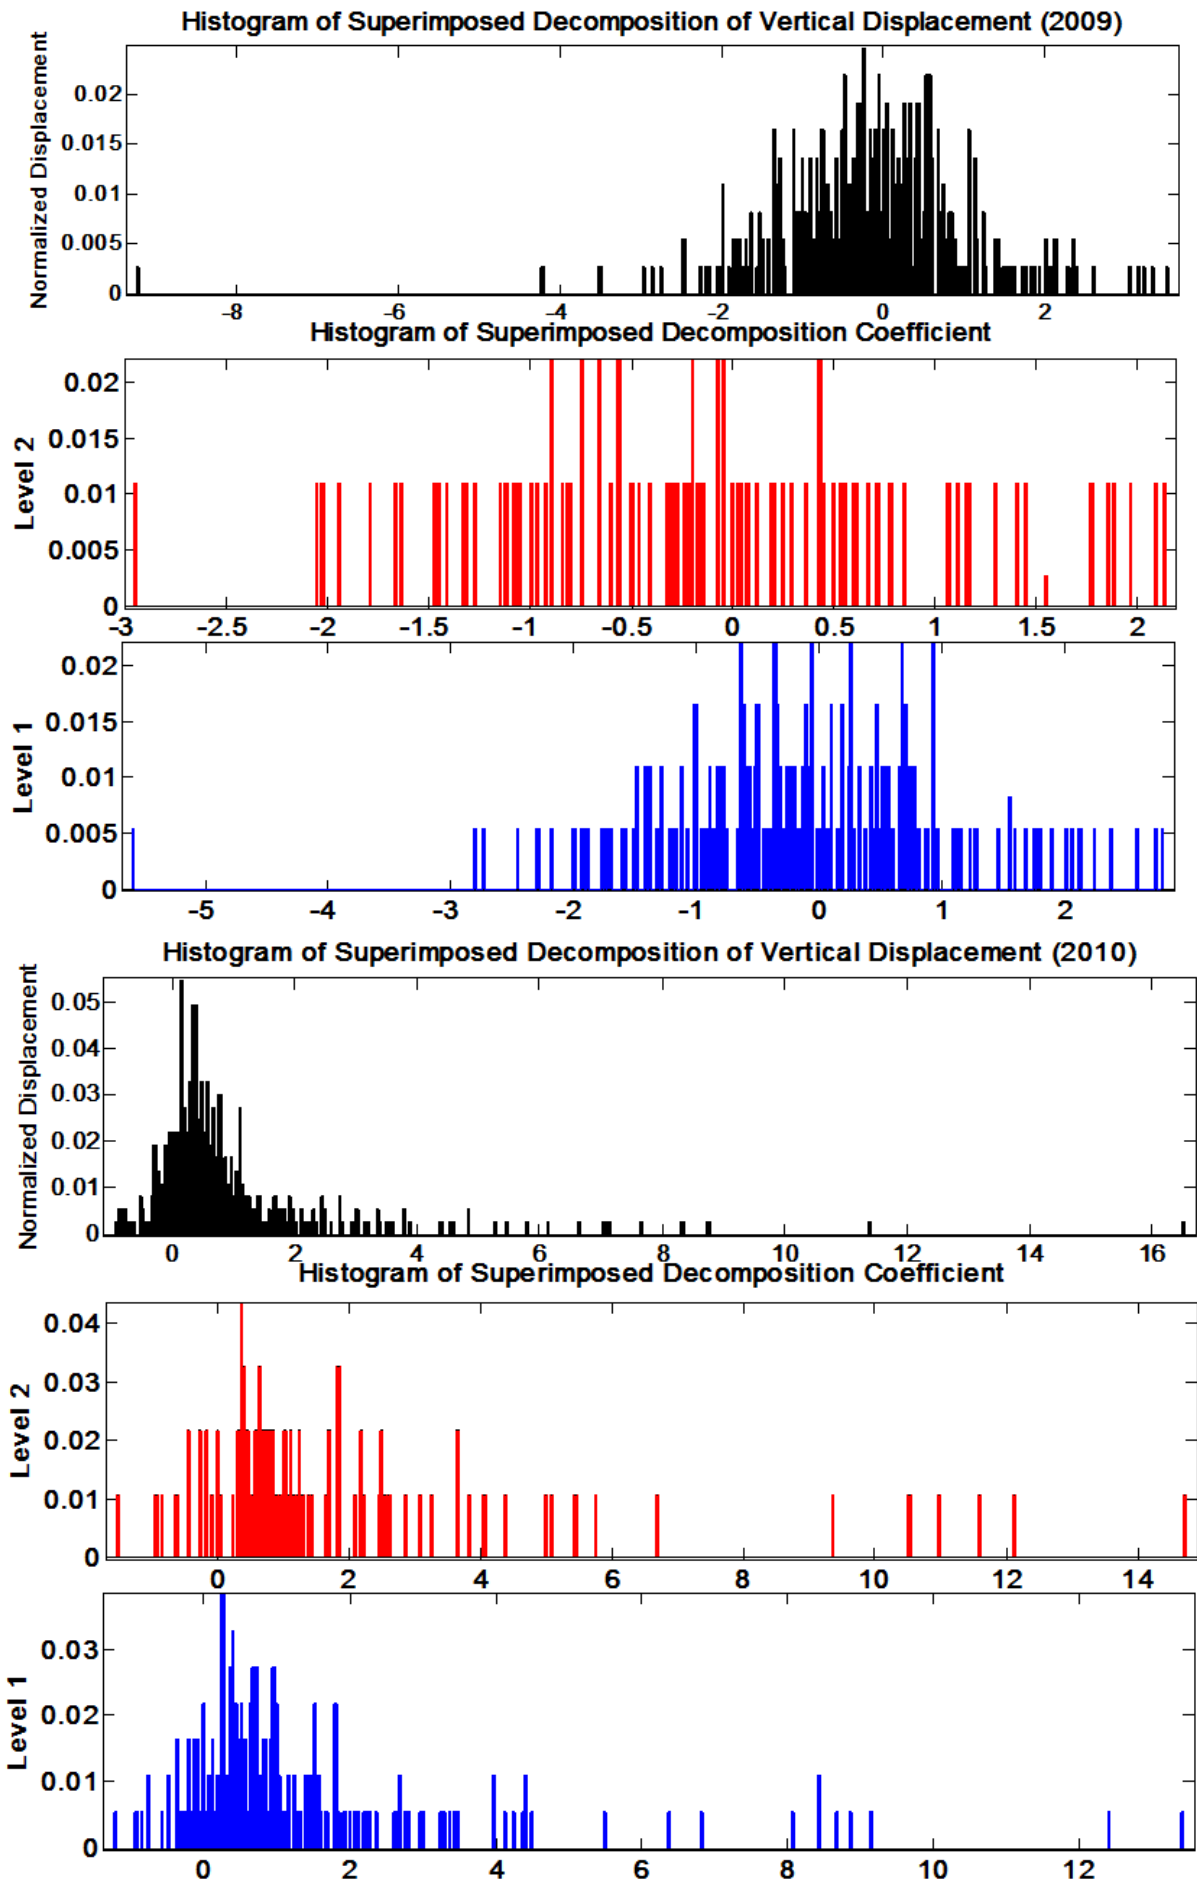 Histogram of Superimposed Decomposition of Vertical Displacement (2009)
Normalized Displacement
0.02
0.015
0.01
0.005
0
-8 -6 -4 -2 0 2
Histogram of Superimposed Decomposition Coefficient
Level 2
0.02
0.015
0.01
0.005
0
-3 -2.5 -2 -1.5 -1 -0.5 0 0.5 1 1.5 2
Level 1
0.02
0.015
0.01
0.005
0
-5 -4 -3 -2 -1 0 1 2
Histogram of Superimposed Decomposition of Vertical Displacement (2010)
Normalized Displacement
0.05
0.04
0.03
0.02
0.01
0
0 2 4 6 8 10 12 14 16
Histogram of Superimposed Decomposition Coefficient
Level 2
0.04
0.03
0.02
0.01
0
0 2 4 6 8 10 12 14
Level 1
0.03
0.02
0.01
0
0 2 4 6 8 10 12